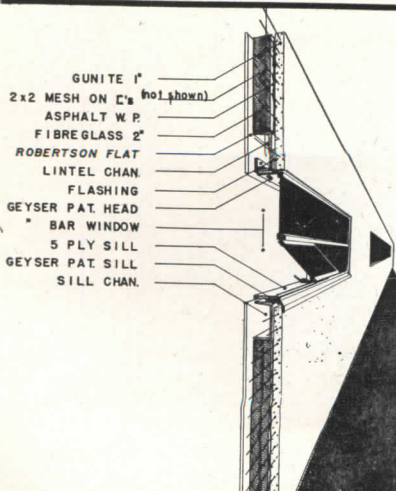 GUNITE 1"
2x2 MESH ON C's (not shown)
ASPHALT W.P.
FIBREGLASS 2"
ROBERTSON FLAT
LINTEL CHAN.
FLASHING
GEYSER PAT. HEAD
" BAR WINDOW
5 PLY SILL
GEYSER PAT. SILL
SILL CHAN.